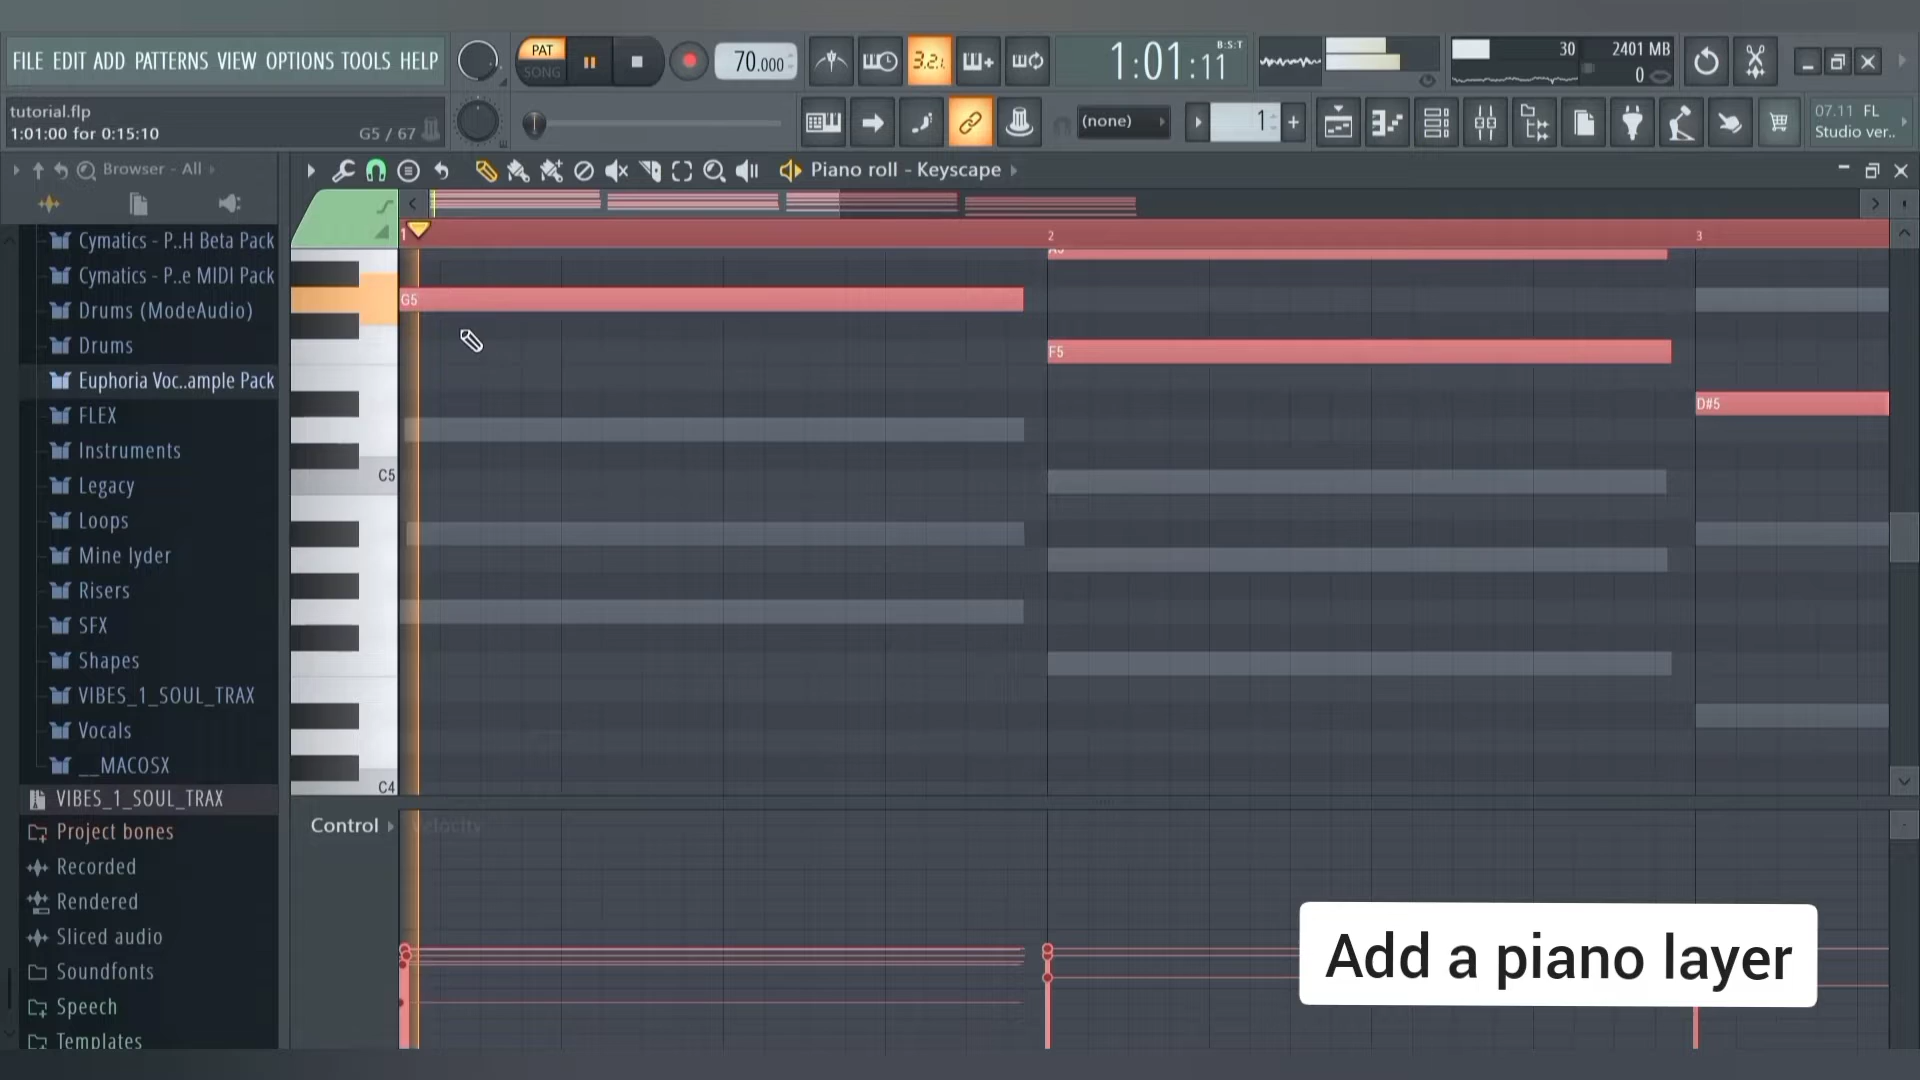 FILE EDIT ADD PATTERNS VIEW OPTIONS TOOLS HELP
PAT
SONG
70.000
3.2.
1:01:11
B:S:T
30
2401 MB
0
tutorial.flp
1:01:00 for 0:15:10
G5 / 67
(none)
1
07.11 FL
Studio ver..
Browser - All
Piano roll - Keyscape
Cymatics - P..H Beta Pack
Cymatics - P..e MIDI Pack
Drums (ModeAudio)
Drums
Euphoria Voc..ample Pack
FLEX
Instruments
Legacy
Loops
Mine lyder
Risers
SFX
Shapes
VIBES_1_SOUL_TRAX
Vocals
__MACOSX
VIBES_1_SOUL_TRAX
Project bones
Recorded
Rendered
Sliced audio
Soundfonts
Speech
Templates
1
2
3
G5
F5
D#5
C5
C4
Control
Velocity
Add a piano layer